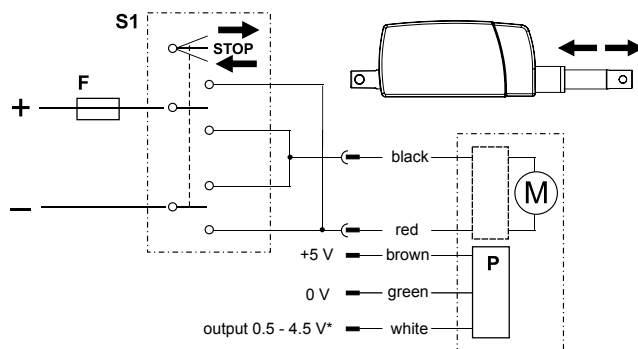 S1
STOP
F
+
–
black
M
red
+5 V
brown
P
0 V
green
output 0.5 - 4.5 V*
white